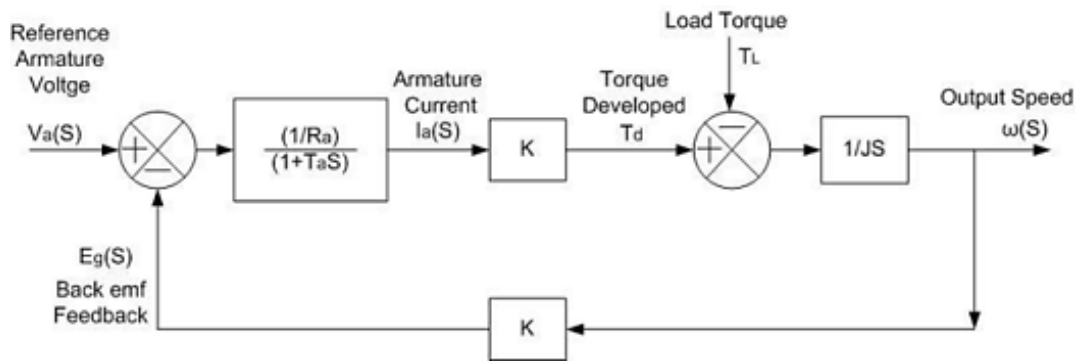 Reference
Armature
Voltge
Va(S)
+
−
(1/Ra)
(1+TaS)
Armature
Current
Ia(S)
K
Torque
Developed
Td
Load Torque
TL
−
+
1/JS
Output Speed
ω(S)
Eg(S)
Back emf
Feedback
K